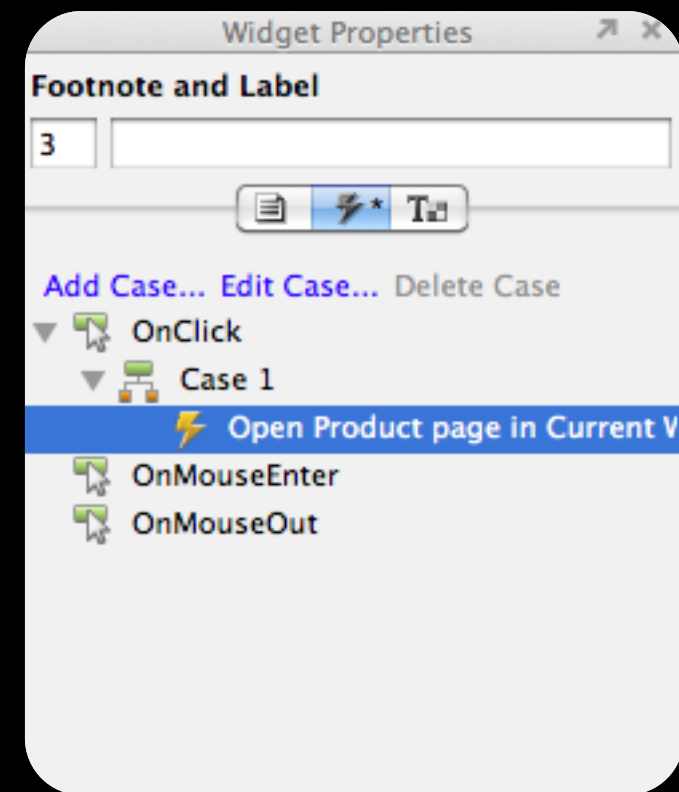 Widget Properties
Footnote and Label
3
T
Add Case... Edit Case... Delete Case
OnClick
Case 1
Open Product page in Current
OnMouseEnter
OnMouseOut